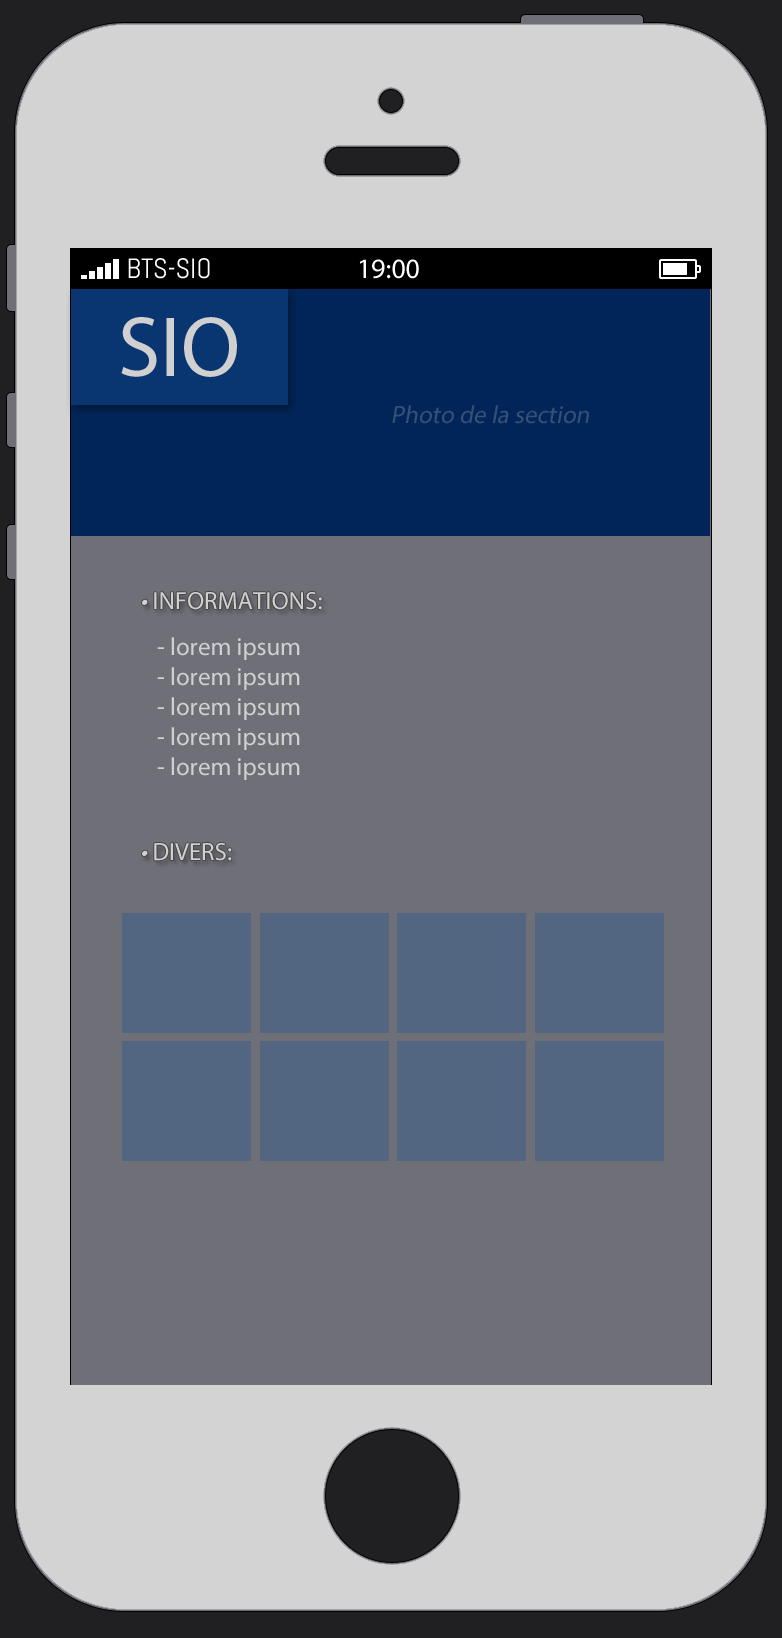 BTS-SIO 19:00
SIO
Photo de la section
• INFORMATIONS:
- lorem ipsum
- lorem ipsum
- lorem ipsum
- lorem ipsum
- lorem ipsum
• DIVERS: